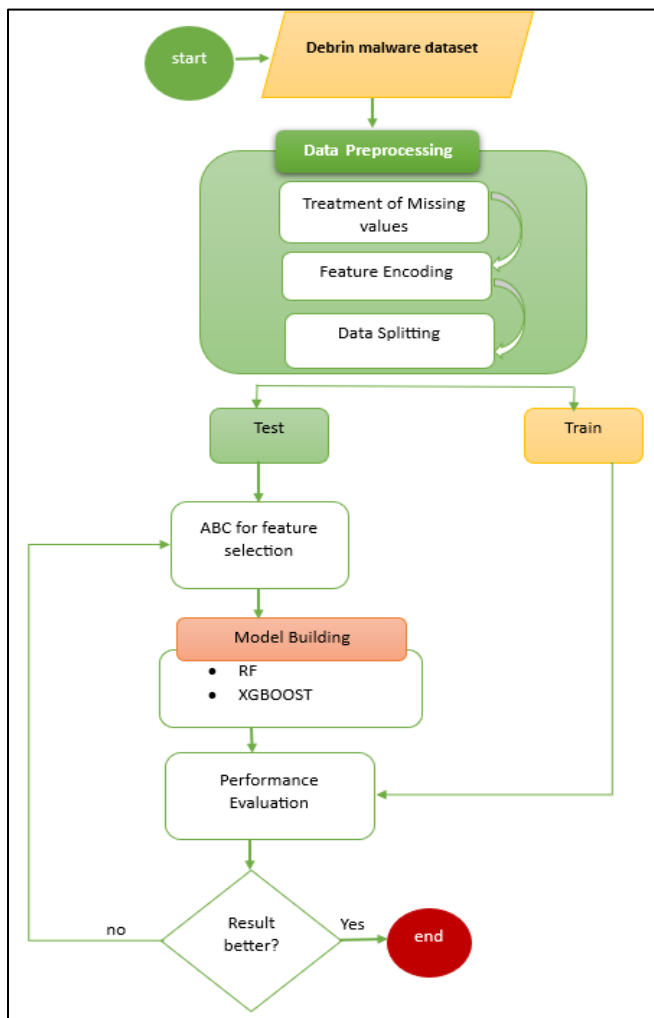 start
Debrin malware dataset
Data Preprocessing
Treatment of Missing
values
Feature Encoding
Data Splitting
Test
Train
ABC for feature
selection
Model Building
• RF
• XGBOOST
Performance
Evaluation
no
Result
better?
Yes
end